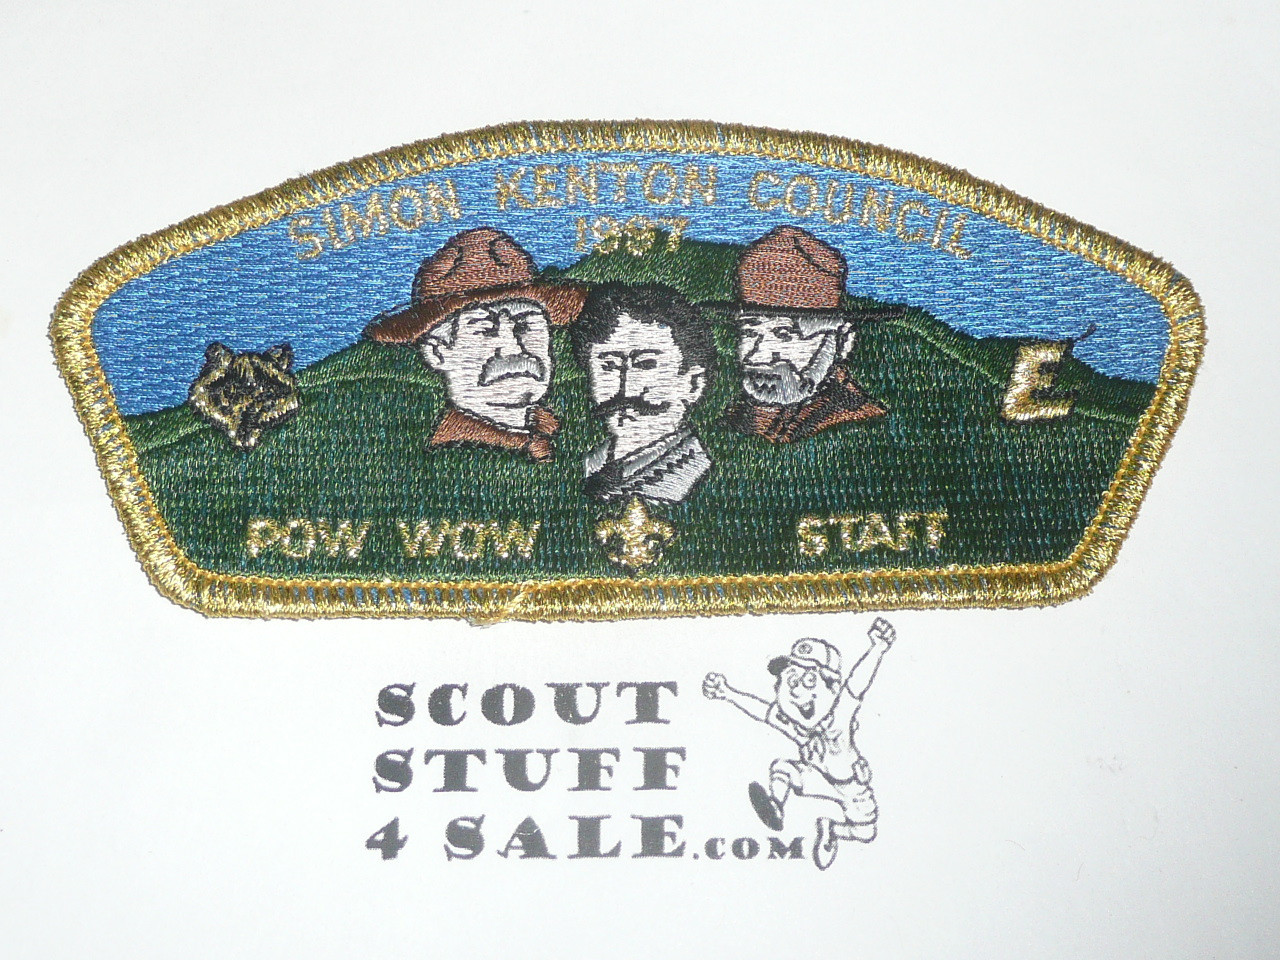 SIMON KENTON COUNCIL
1997
E
POW WOW STAFF
SCOUT
STUFF
4 SALE.COM